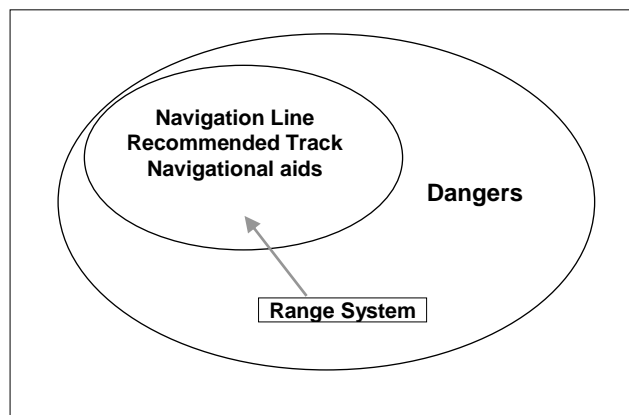 Navigation Line
Recommended Track
Navigational aids
Dangers
Range System